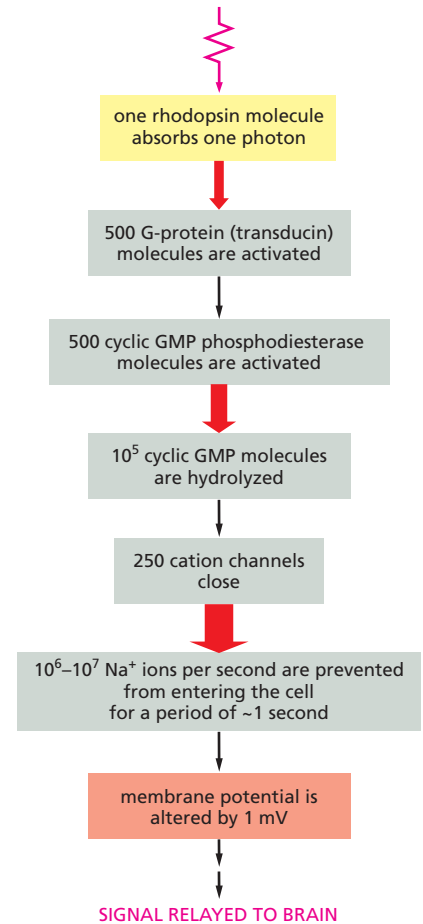 one rhodopsin molecule
absorbs one photon
500 G-protein (transducin)
molecules are activated
500 cyclic GMP phosphodiesterase
molecules are activated
10⁵ cyclic GMP molecules
are hydrolyzed
250 cation channels
close
10⁶–10⁷ Na⁺ ions per second are prevented
from entering the cell
for a period of ~1 second
membrane potential is
altered by 1 mV
SIGNAL RELAYED TO BRAIN